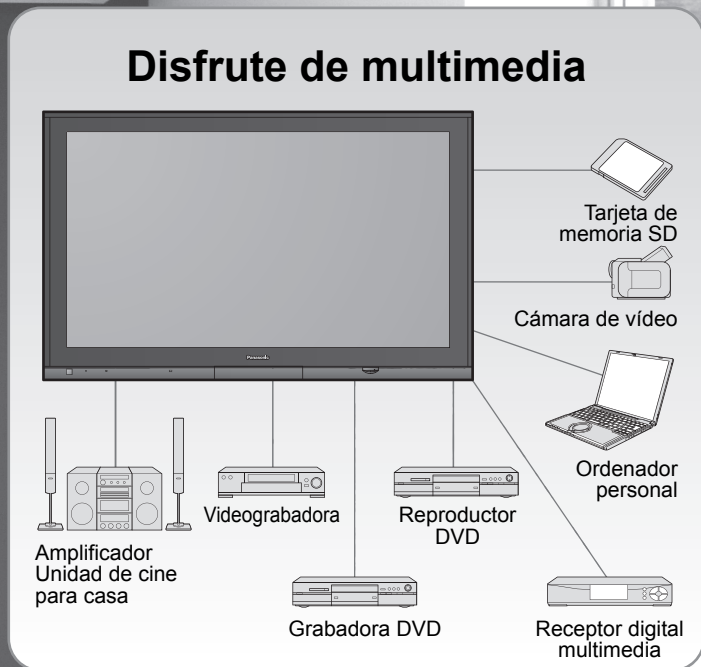 Disfrute de multimedia
Panasonic
Tarjeta de
memoria SD
Cámara de vídeo
Ordenador
personal
Amplificador
Unidad de cine
para casa
Videograbadora
Reproductor
DVD
Grabadora DVD
Receptor digital
multimedia